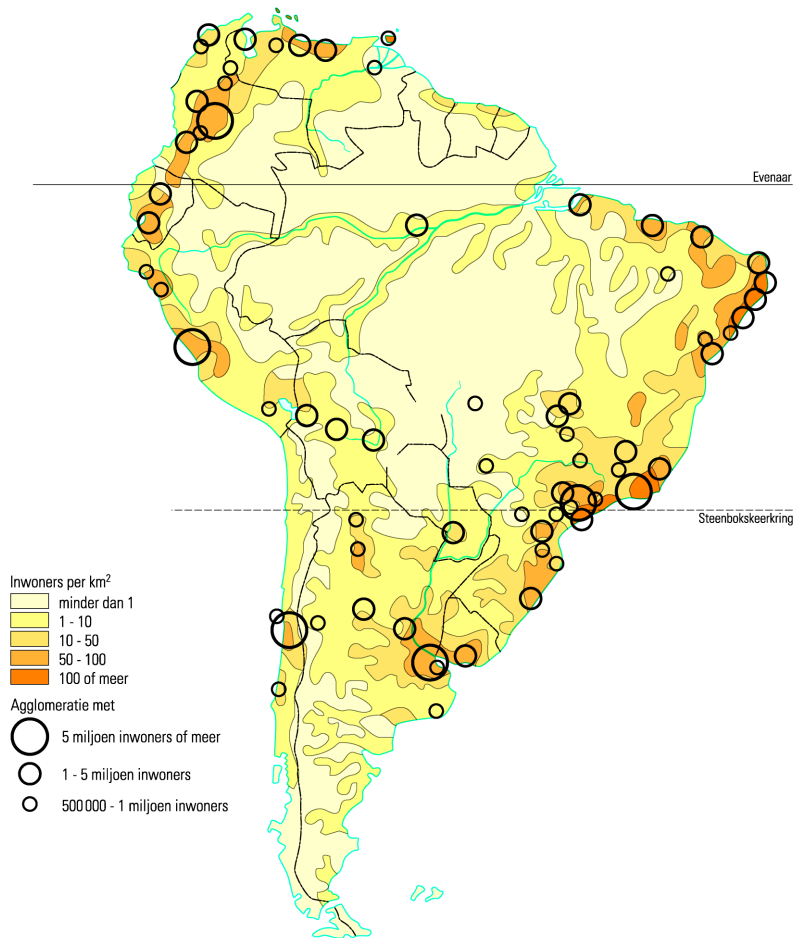 Evenaar
Steenbokskeerkring
Inwoners per km²
minder dan 1
1 - 10
10 - 50
50 - 100
100 of meer
Agglomeratie met
5 miljoen inwoners of meer
1 - 5 miljoen inwoners
500 000 - 1 miljoen inwoners